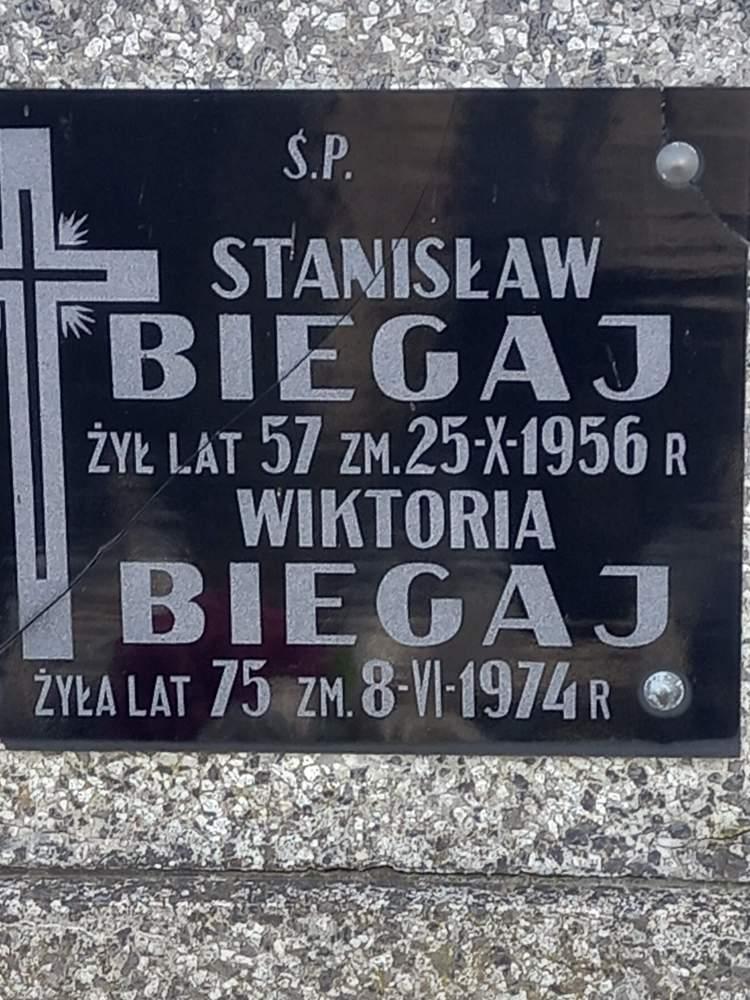 Ś.P.
STANISŁAW
BIEGAJ
ŻYŁ LAT 57 ZM. 25-X-1956 R
WIKTORIA
BIEGAJ
ŻYŁA LAT 75 ZM. 8-VI-1974 R